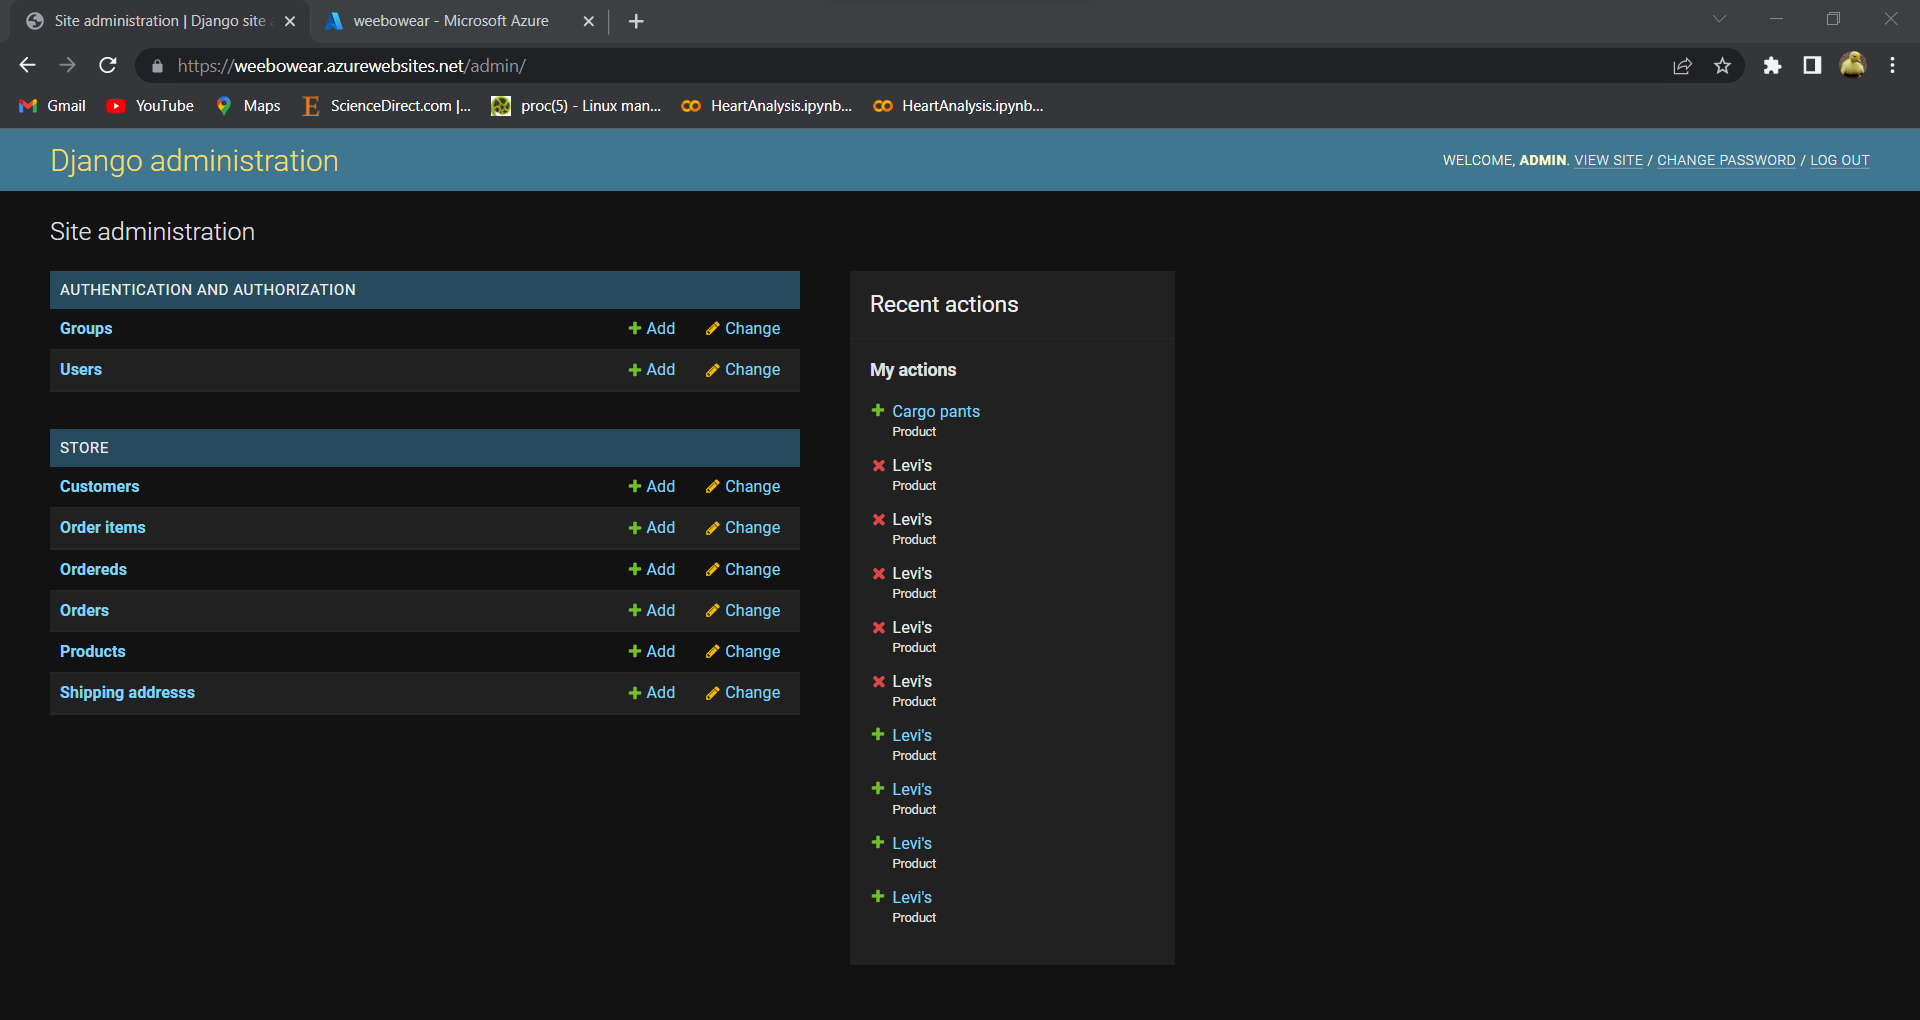 Site administration | Django site
weebowear - Microsoft Azure
https://weebowear.azurewebsites.net/admin/
Gmail
YouTube
Maps
ScienceDirect.com |...
proc(5) - Linux man...
HeartAnalysis.ipynb...
HeartAnalysis.ipynb...
Django administration
WELCOME, ADMIN. VIEW SITE / CHANGE PASSWORD / LOG OUT
Site administration
AUTHENTICATION AND AUTHORIZATION
Groups Add Change
Users Add Change
STORE
Customers Add Change
Order items Add Change
Ordereds Add Change
Orders Add Change
Products Add Change
Shipping addresss Add Change
Recent actions
My actions
Cargo pants
Product
Levi's
Product
Levi's
Product
Levi's
Product
Levi's
Product
Levi's
Product
Levi's
Product
Levi's
Product
Levi's
Product
Levi's
Product